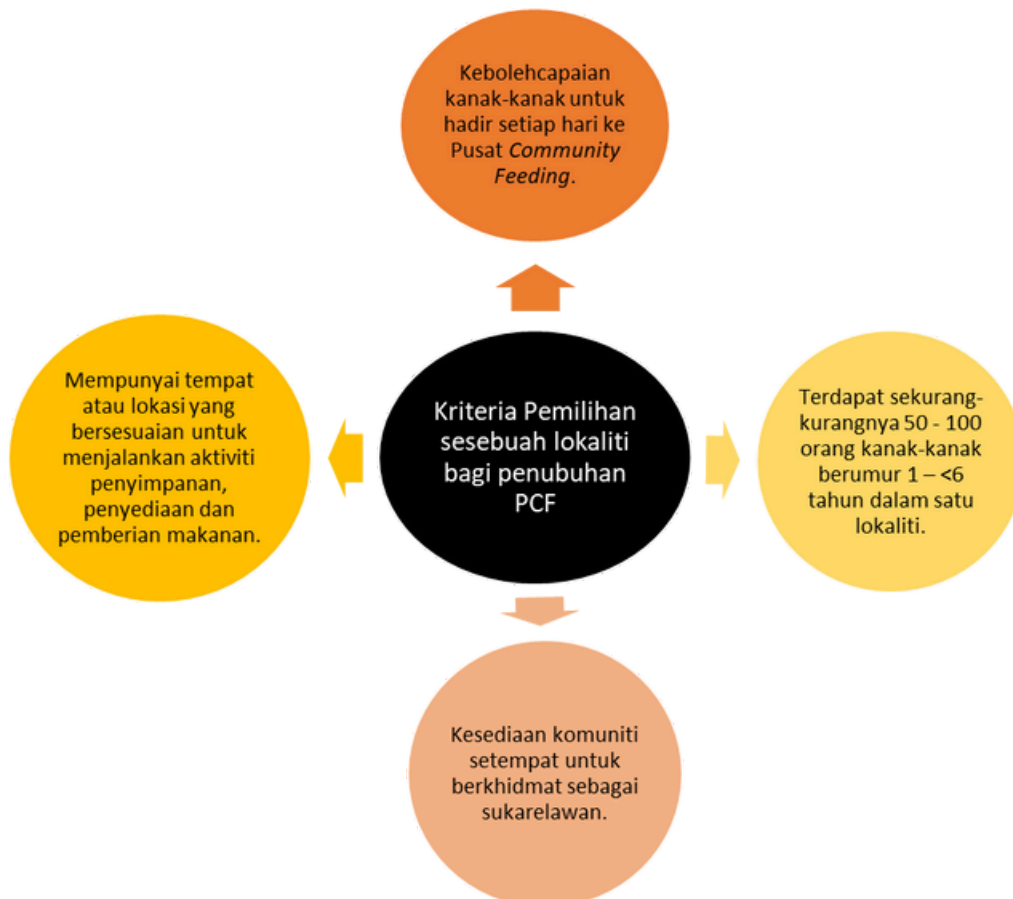 Kebolehcapaian
kanak-kanak untuk
hadir setiap hari ke
Pusat Community
Feeding.
Mempunyai tempat
atau lokasi yang
bersesuaian untuk
menjalankan aktiviti
penyimpanan,
penyediaan dan
pemberian makanan.
Kriteria Pemilihan
sesebuah lokaliti
bagi penubuhan
PCF
Terdapat sekurang-
kurangnya 50 - 100
orang kanak-kanak
berumur 1 – <6
tahun dalam satu
lokaliti.
Kesediaan komuniti
setempat untuk
berkhidmat sebagai
sukarelawan.